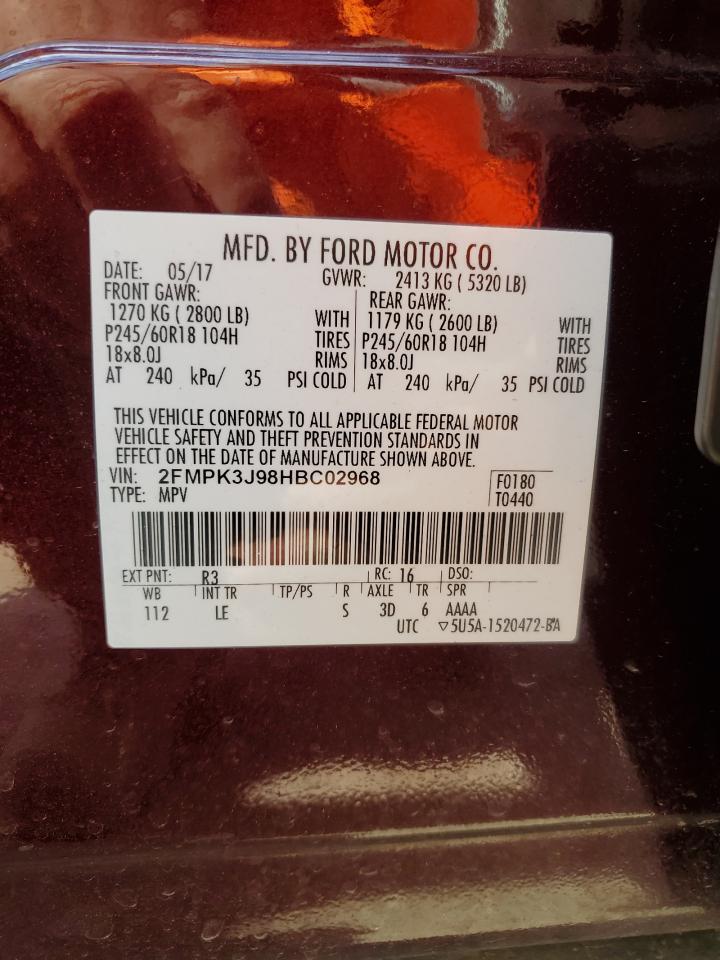 MFD. BY FORD MOTOR CO.
DATE: 05/17 GVWR: 2413 KG ( 5320 LB)
FRONT GAWR: REAR GAWR:
1270 KG ( 2800 LB) WITH 1179 KG ( 2600 LB) WITH
P245/60R18 104H TIRES P245/60R18 104H TIRES
18x8.0J RIMS 18x8.0J RIMS
AT 240 kPa/ 35 PSI COLD AT 240 kPa/ 35 PSI COLD
THIS VEHICLE CONFORMS TO ALL APPLICABLE FEDERAL MOTOR
VEHICLE SAFETY AND THEFT PREVENTION STANDARDS IN
EFFECT ON THE DATE OF MANUFACTURE SHOWN ABOVE.
VIN: 2FMPK3J98HBC02968 F0180
TYPE: MPV T0440
EXT PNT: R3 RC: 16 DSO:
WB INT TR TP/PS R AXLE TR SPR
112 LE S 3D 6 AAAA
UTC ▽5U5A-1520472-BA